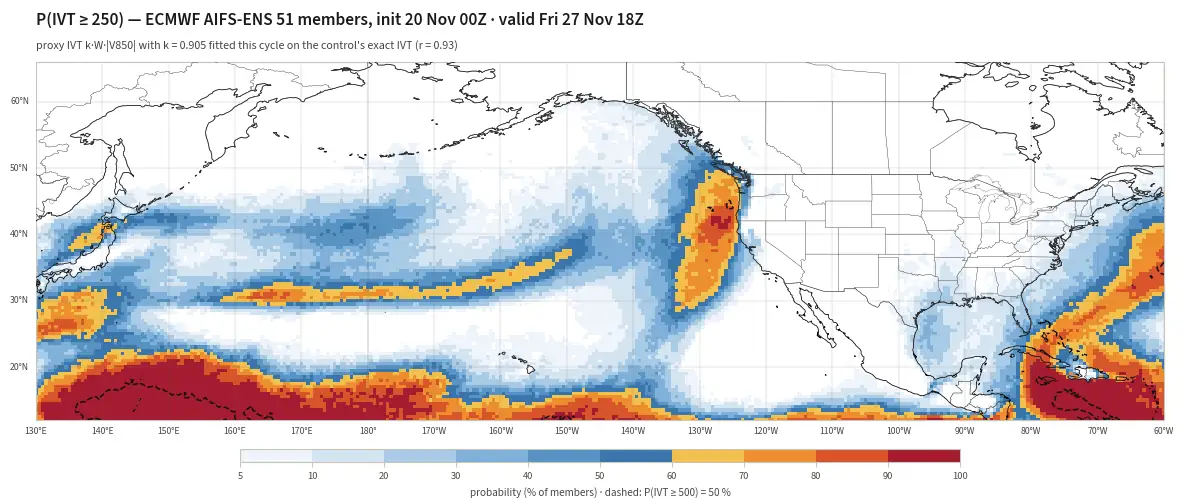 P(IVT ≥ 250) — ECMWF AIFS-ENS 51 members, init 20 Nov 00Z · valid Fri 27 Nov 18Z
proxy IVT k·W·|V850| with k = 0.905 fitted this cycle on the control's exact IVT (r = 0.93)
60°N
50°N
40°N
30°N
20°N
130°E 140°E 150°E 160°E 170°E 180° 170°W 160°W 150°W 140°W 130°W 120°W 110°W 100°W 90°W 80°W 70°W 60°W
5 10 20 30 40 50 60 70 80 90 100
probability (% of members) · dashed: P(IVT ≥ 500) = 50 %